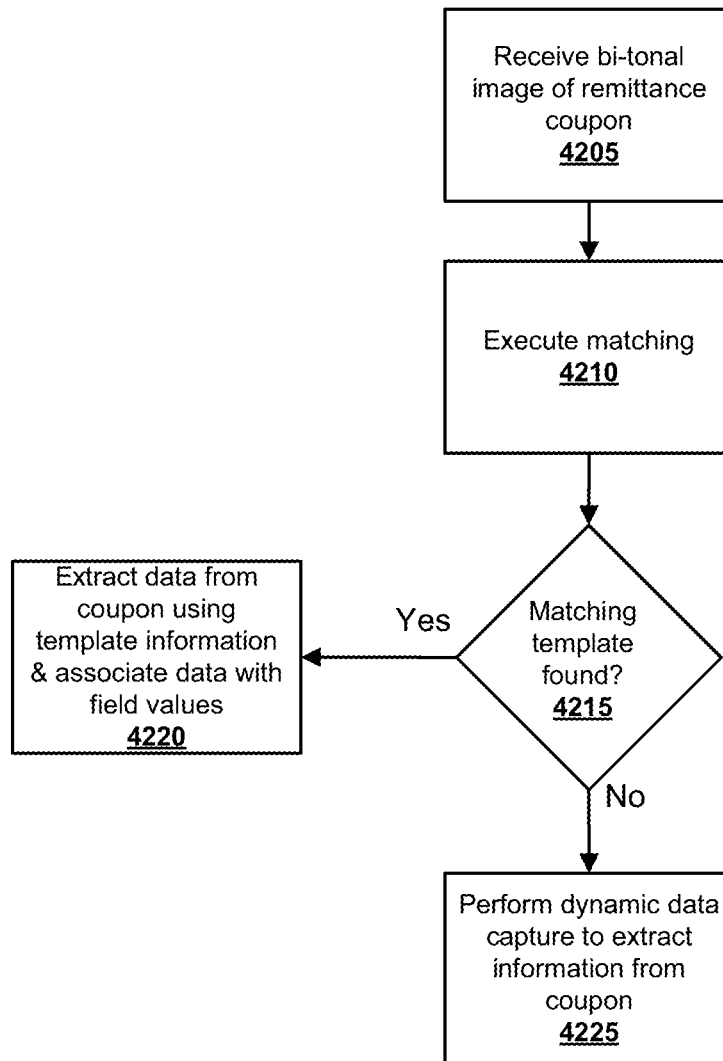 Receive bi-tonal
image of remittance
coupon
4205
Execute matching
4210
Matching
template
found?
4215
Yes
Extract data from
coupon using
template information
& associate data with
field values
4220
No
Perform dynamic data
capture to extract
information from
coupon
4225